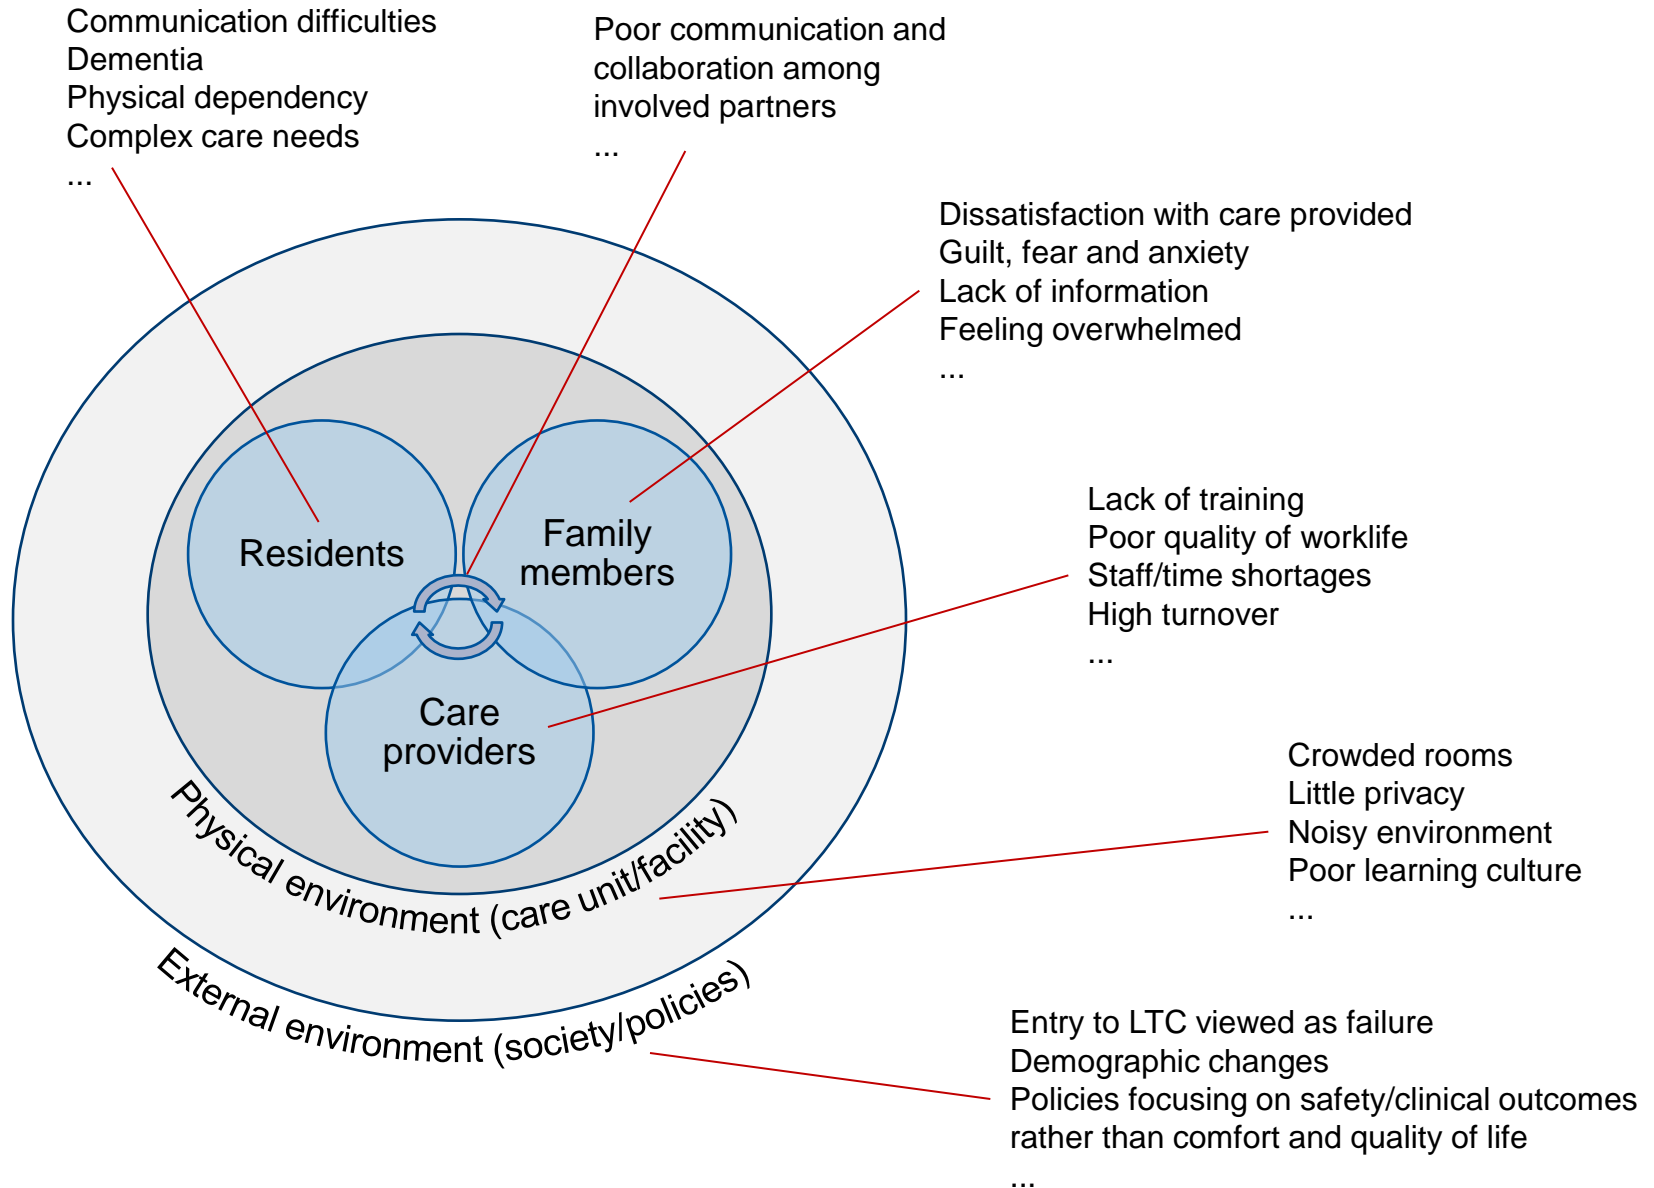 Communication difficulties
Dementia
Physical dependency
Complex care needs
...
Poor communication and
collaboration among
involved partners
...
Dissatisfaction with care provided
Guilt, fear and anxiety
Lack of information
Feeling overwhelmed
...
Residents
Family
members
Care
providers
Lack of training
Poor quality of worklife
Staff/time shortages
High turnover
...
Physical environment (care unit/facility)
Crowded rooms
Little privacy
Noisy environment
Poor learning culture
...
External environment (society/policies)
Entry to LTC viewed as failure
Demographic changes
Policies focusing on safety/clinical outcomes
rather than comfort and quality of life
...